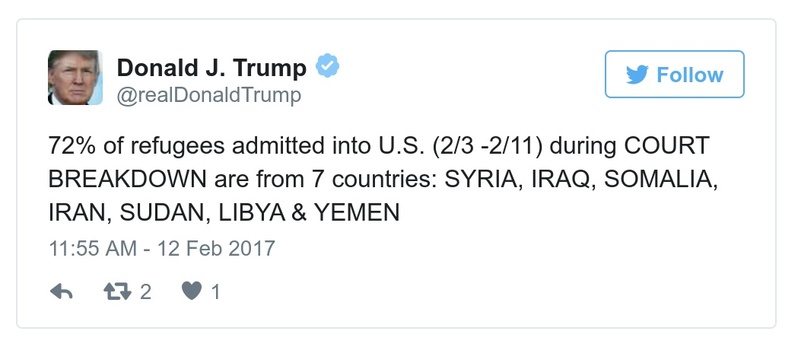 Donald J. Trump
@realDonaldTrump
Follow
72% of refugees admitted into U.S. (2/3 -2/11) during COURT
BREAKDOWN are from 7 countries: SYRIA, IRAQ, SOMALIA,
IRAN, SUDAN, LIBYA & YEMEN
11:55 AM - 12 Feb 2017
2 1